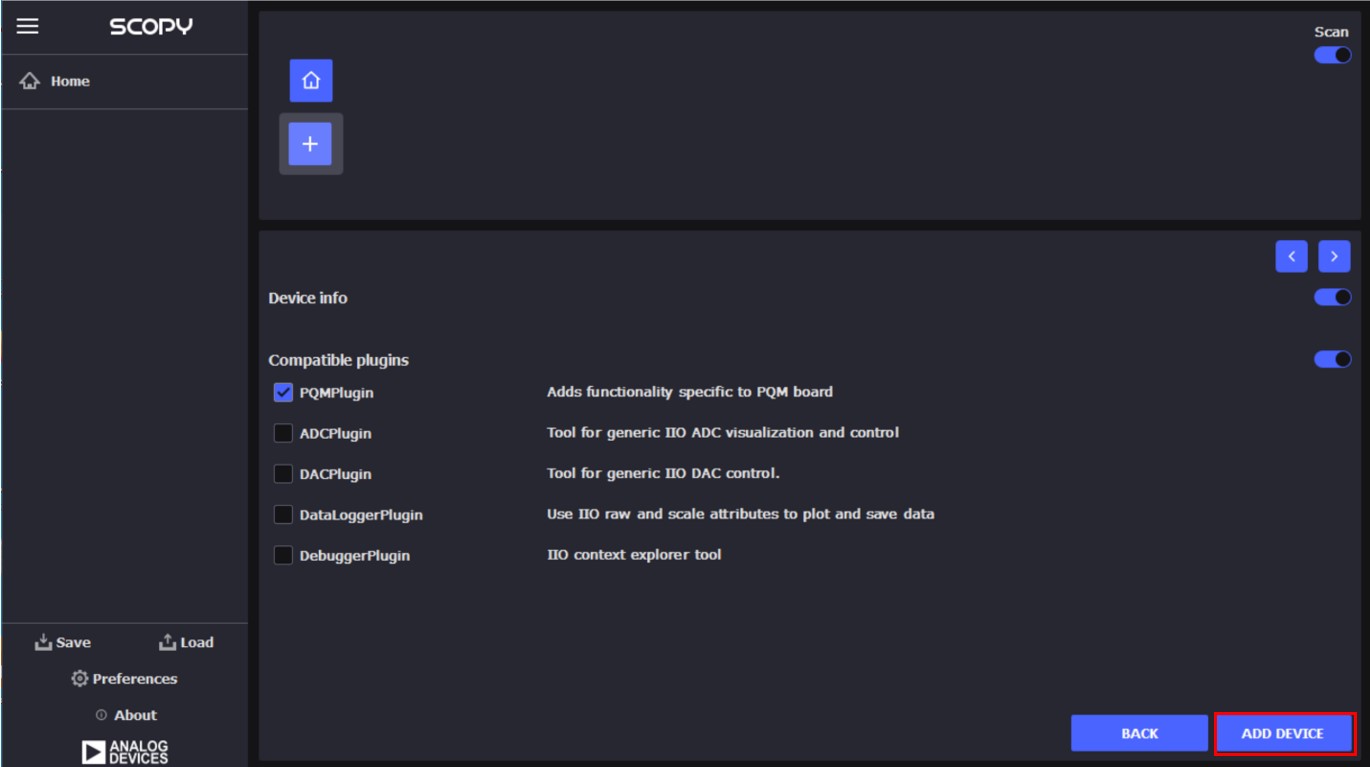 SCOPY
Scan
Home
Device info
Compatible plugins
PQMPlugin Adds functionality specific to PQM board
ADCPlugin Tool for generic IIO ADC visualization and control
DACPlugin Tool for generic IIO DAC control.
DataLoggerPlugin Use IIO raw and scale attributes to plot and save data
DebuggerPlugin IIO context explorer tool
Save Load
Preferences
About
BACK ADD DEVICE
ANALOG
DEVICES